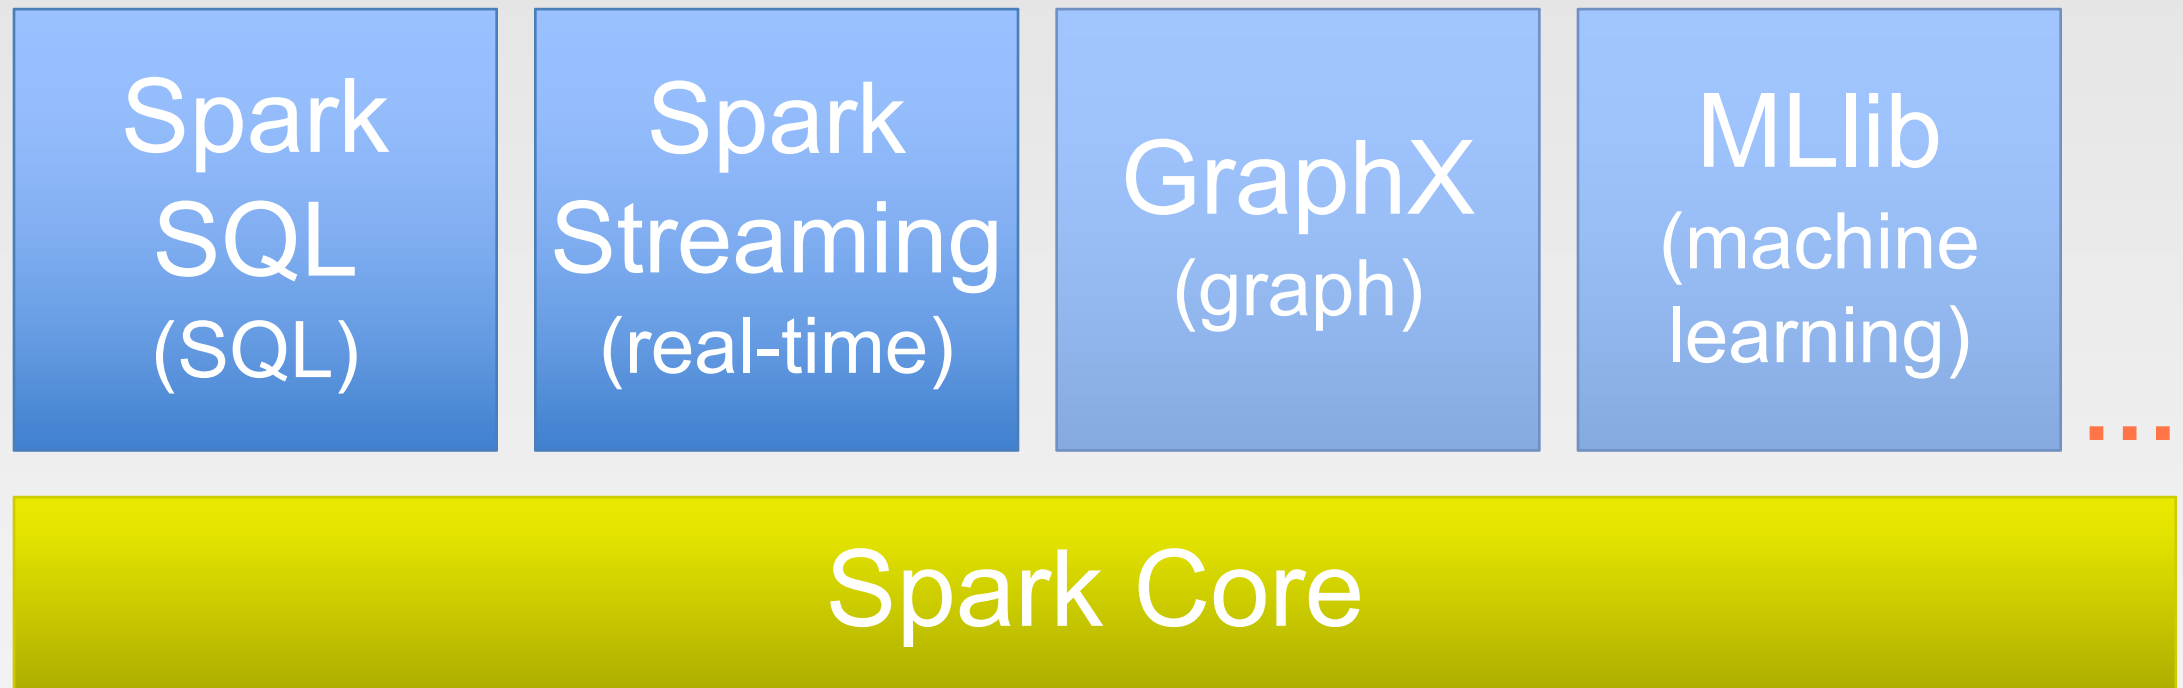 Spark
SQL
(SQL)
Spark
Streaming
(real-time)
GraphX
(graph)
MLlib
(machine
learning)
...
Spark Core